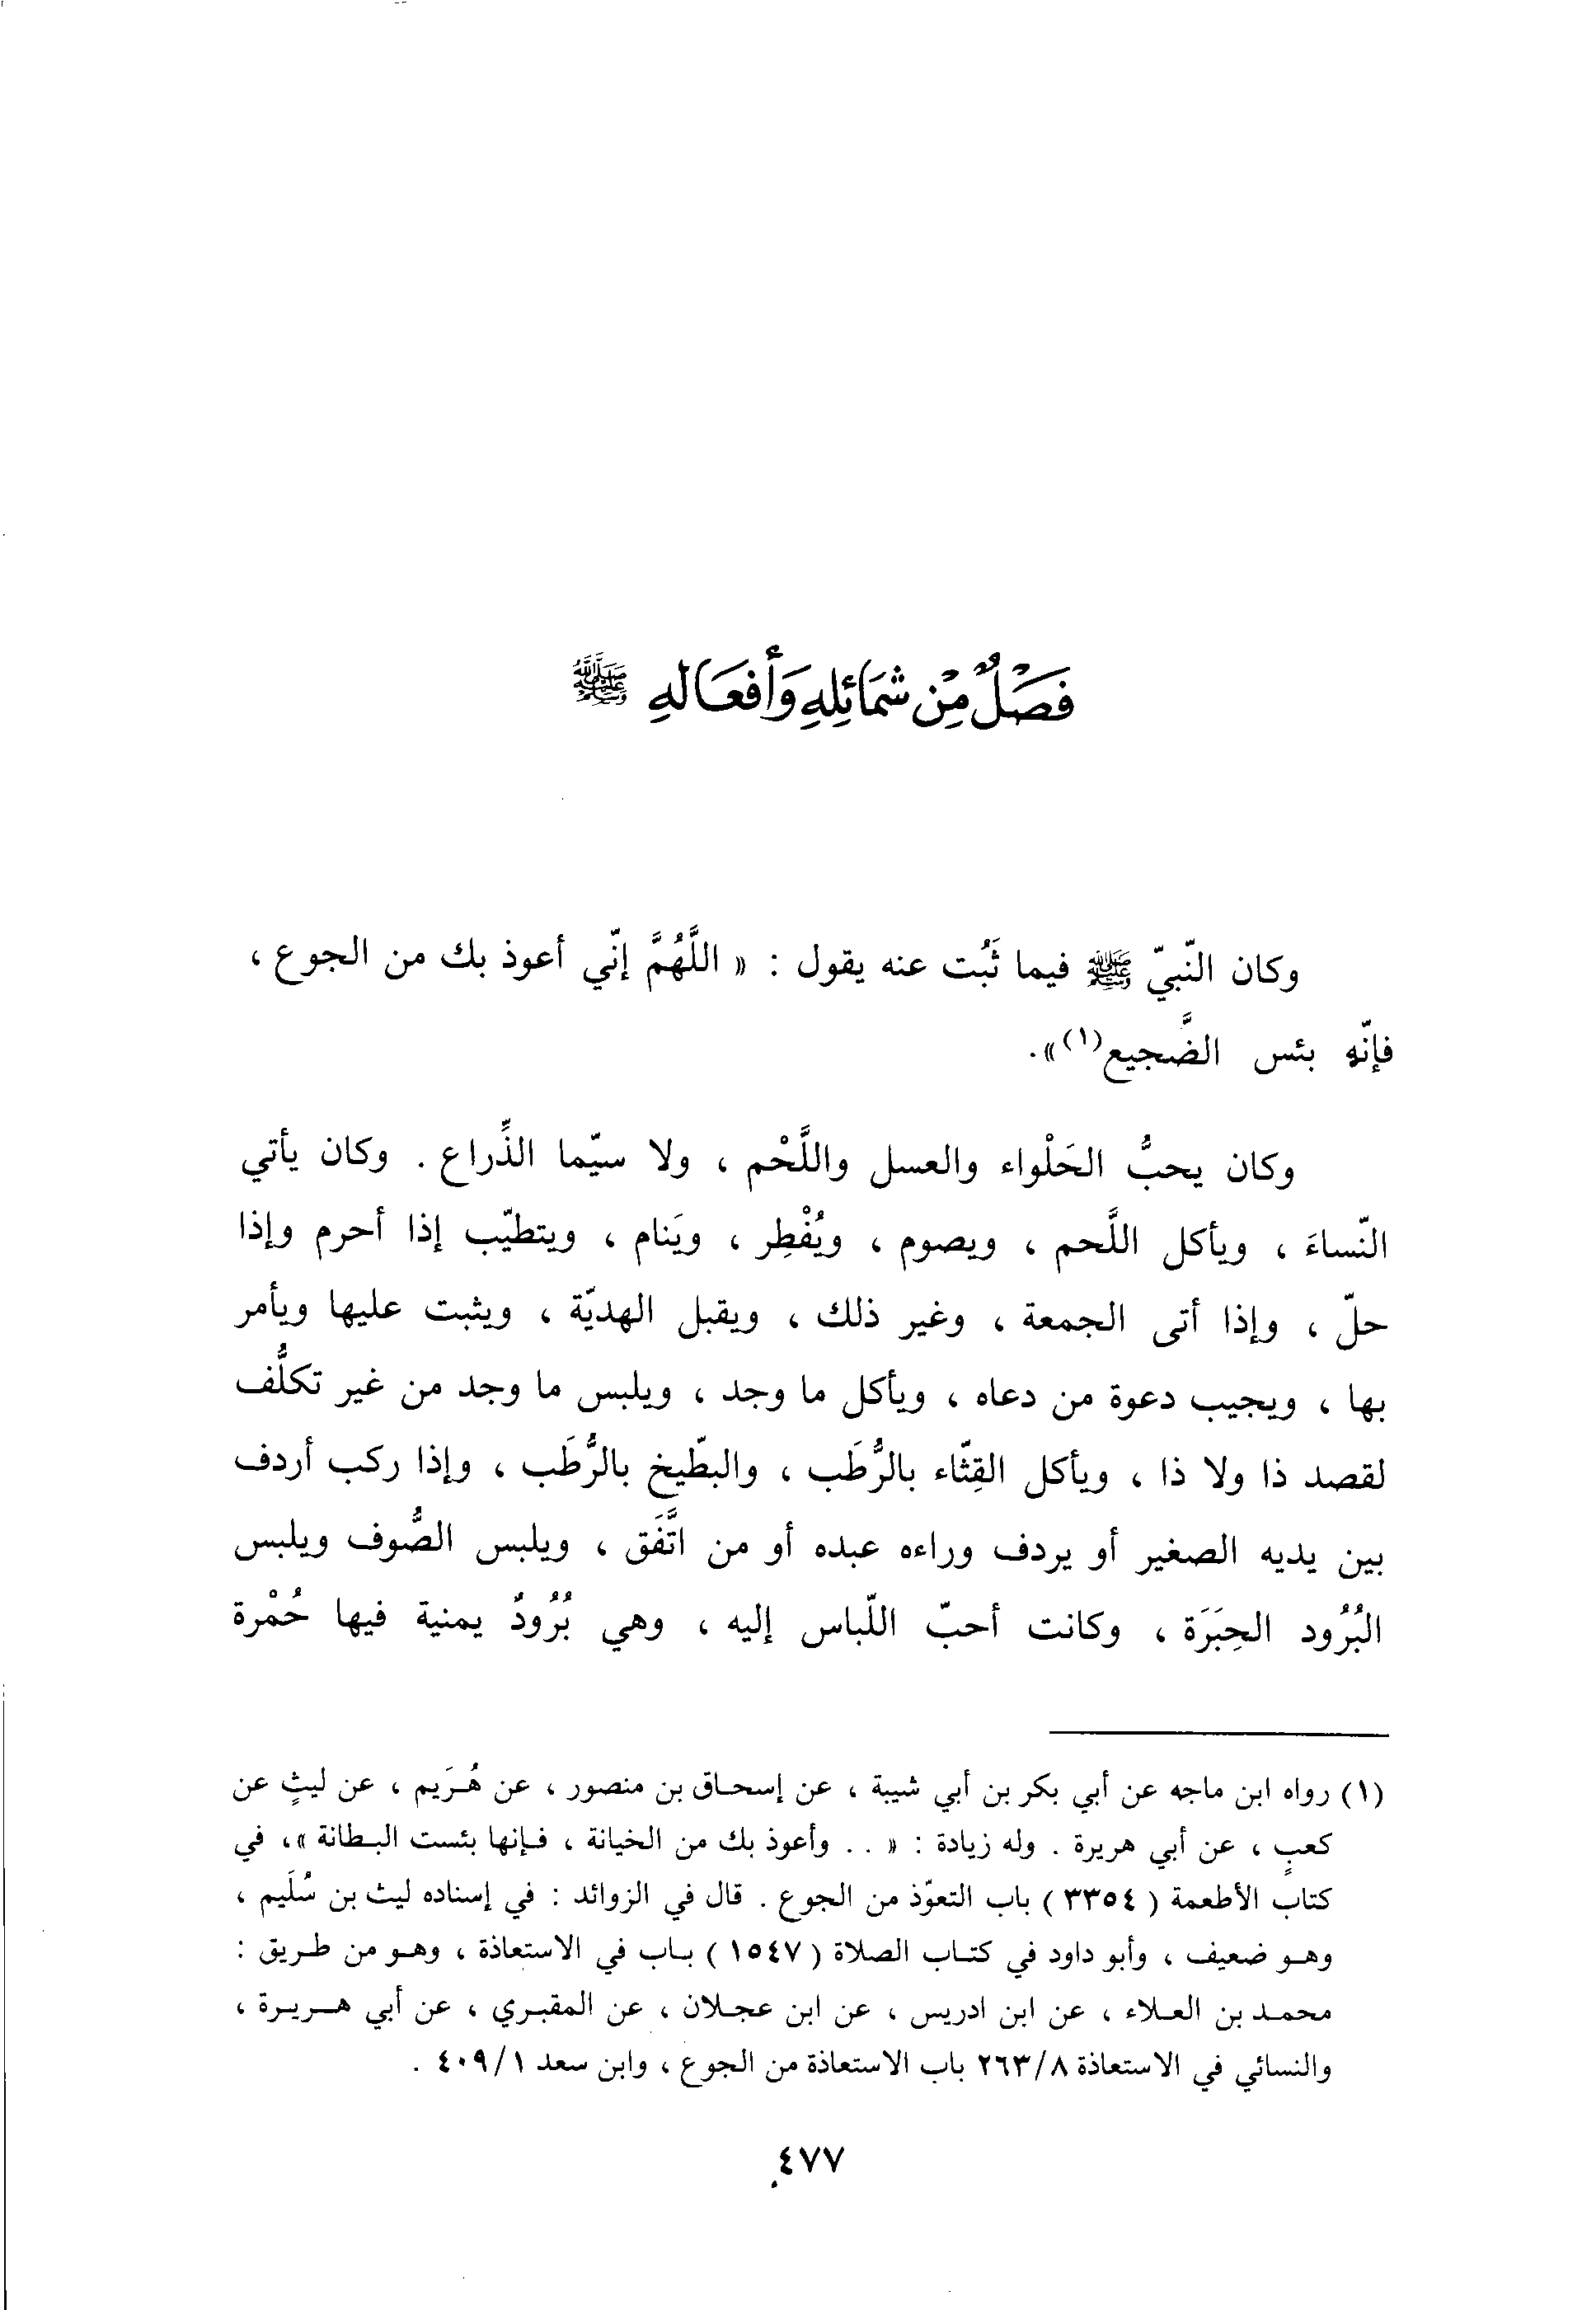 فَصْلٌ مِنْ شَمَائِلِهِ وَأَفعَالِهِ ﷺ
وكان النّبيّ ﷺ فيما ثَبُت عنه يقول : « اللَّهُمَّ إنّي أعوذ بك من الجوع ،
فإنّه بئس الضَّجيع(١)».
وكان يحبُّ الحَلْواء والعسل واللَّحْم ، ولا سيّما الذِّراع . وكان يأتي
النّساءَ ، ويأكل اللَّحم ، ويصوم ، ويُفْطِر ، ويَنام ، ويتطيّب إذا أحرم وإذا
حلّ ، وإذا أتى الجمعة ، وغير ذلك ، ويقبل الهديّة ، ويثبت عليها ويأمر
بها ، ويجيب دعوة من دعاه ، ويأكل ما وجد ، ويلبس ما وجد من غير تكلُّف
لقصد ذا ولا ذا ، ويأكل القِثّاء بالرُّطَب ، والبطّيخ بالرُّطَب ، وإذا ركب أردف
بين يديه الصغير أو يردف وراءه عبده أو من اتَّفَق ، ويلبس الصُّوف ويلبس
البُرُود الحِبَرَة ، وكانت أحبّ اللّباس إليه ، وهي بُرُودٌ يمنية فيها حُمْرة
(١) رواه ابن ماجه عن أبي بكر بن أبي شيبة ، عن إسحاق بن منصور ، عن هُرَيم ، عن ليثٍ عن
كعبٍ ، عن أبي هريرة . وله زيادة : « . . وأعوذ بك من الخيانة ، فإنها بئست البطانة »، في
كتاب الأطعمة ( ٣٣٥٤ ) باب التعوّذ من الجوع . قال في الزوائد : في إسناده ليث بن سُلَيم ،
وهو ضعيف ، وأبو داود في كتاب الصلاة ( ١٥٤٧ ) باب في الاستعاذة ، وهو من طريق :
محمد بن العلاء ، عن ابن ادريس ، عن ابن عجلان ، عن المقبري ، عن أبي هريرة ،
والنسائي في الاستعاذة ٢٦٣/٨ باب الاستعاذة من الجوع ، وابن سعد ٤٠٩/١ .
٤٧٧